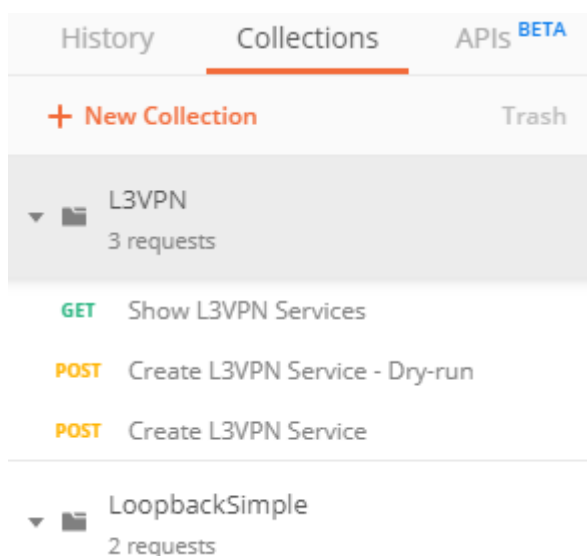 History Collections APIs BETA
+ New Collection Trash
L3VPN
3 requests
GET Show L3VPN Services
POST Create L3VPN Service - Dry-run
POST Create L3VPN Service
LoopbackSimple
2 requests